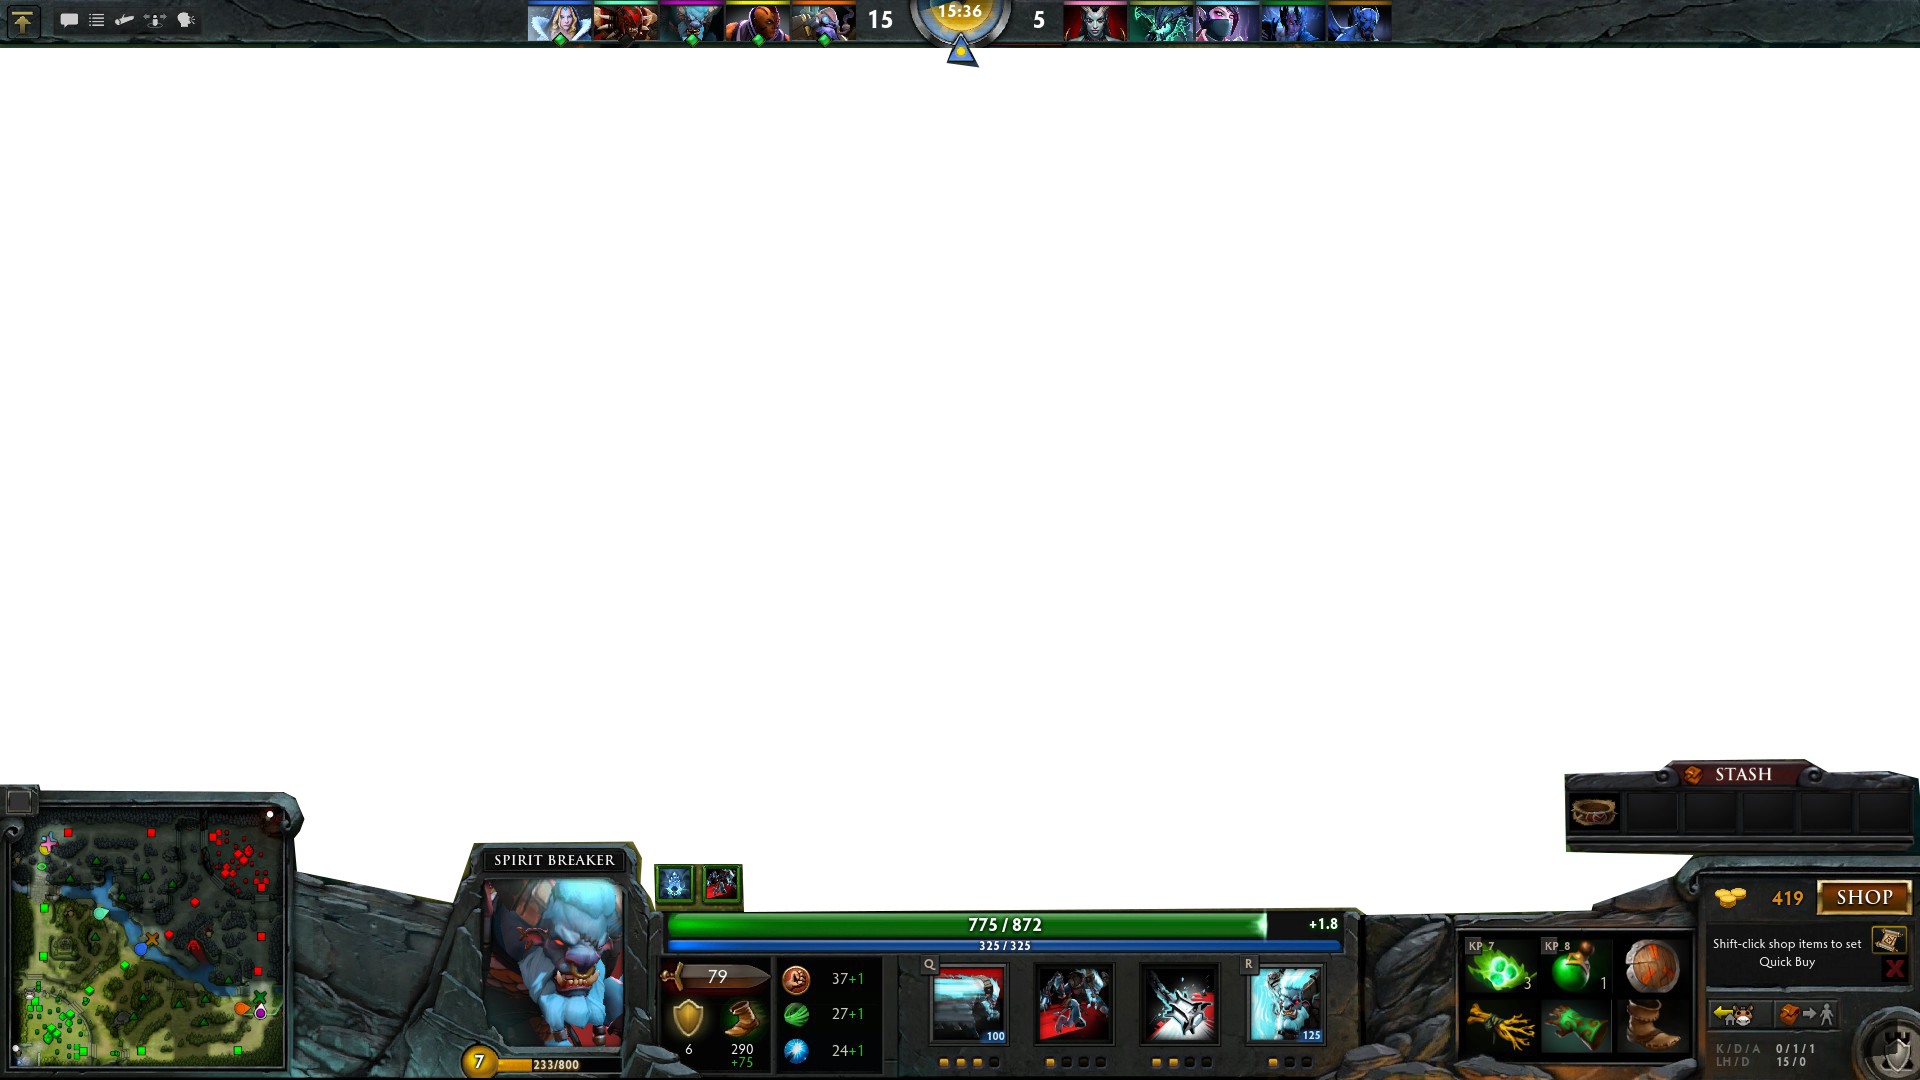 15 15:36 5
STASH
SPIRIT BREAKER
419 SHOP
775 / 872 +1.8
325 / 325
Shift-click shop items to set
Quick Buy
KP_7 KP_8
3 1
Q R
79
37+1
27+1
24+1
6 290
+75
100 125
7 233/800
K / D / A 0 / 1 / 1
LH / D 15 / 0